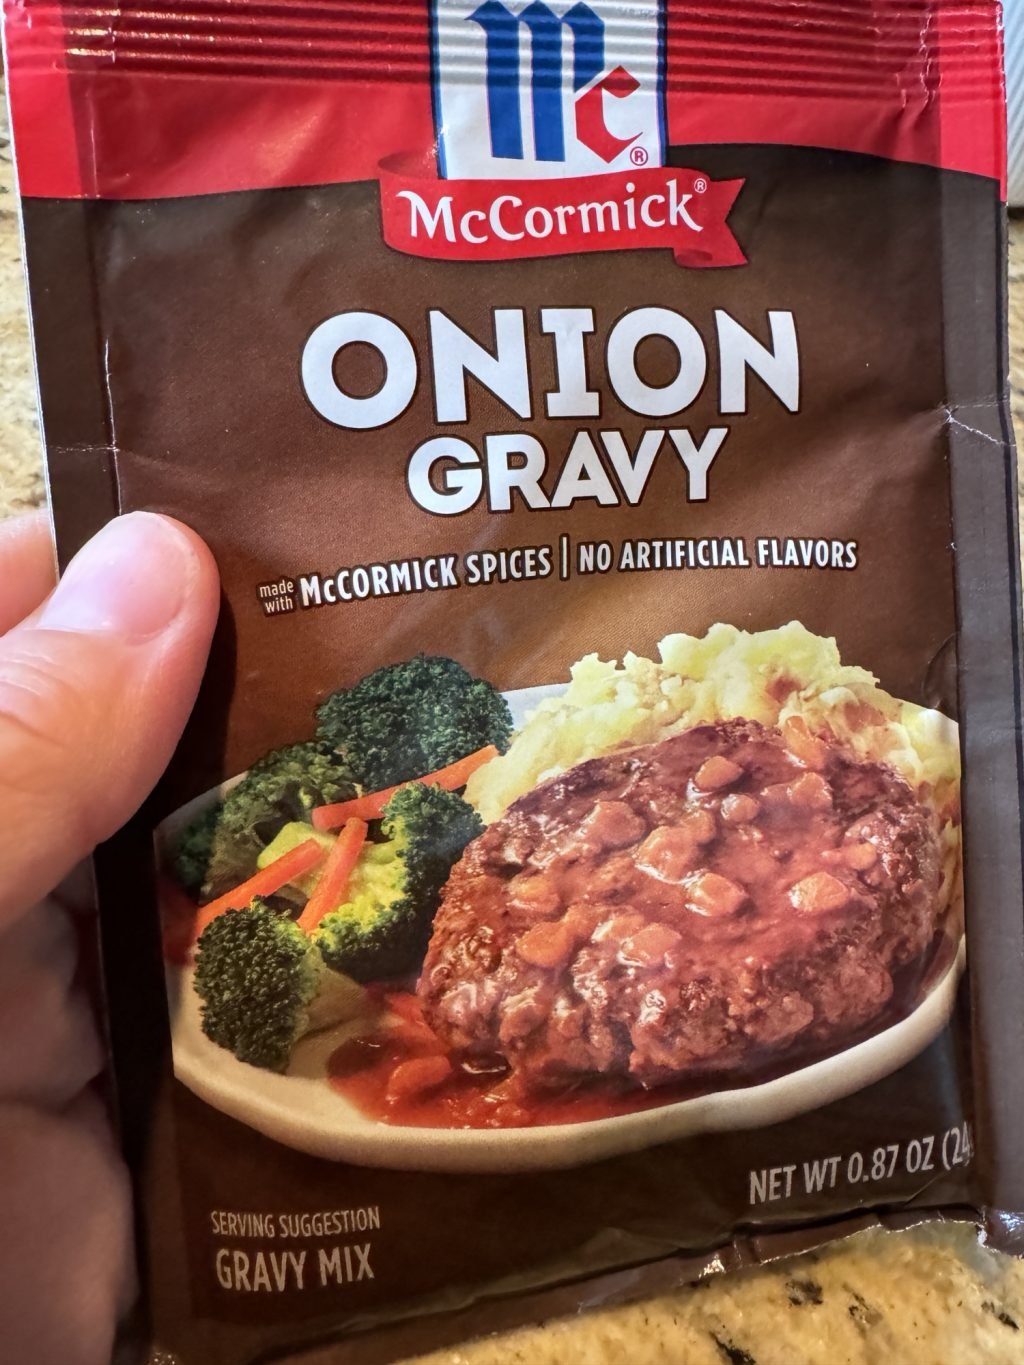 Mc®
McCormick®
ONION
GRAVY
made with McCORMICK SPICES | NO ARTIFICIAL FLAVORS
NET WT 0.87 OZ (24
SERVING SUGGESTION
GRAVY MIX